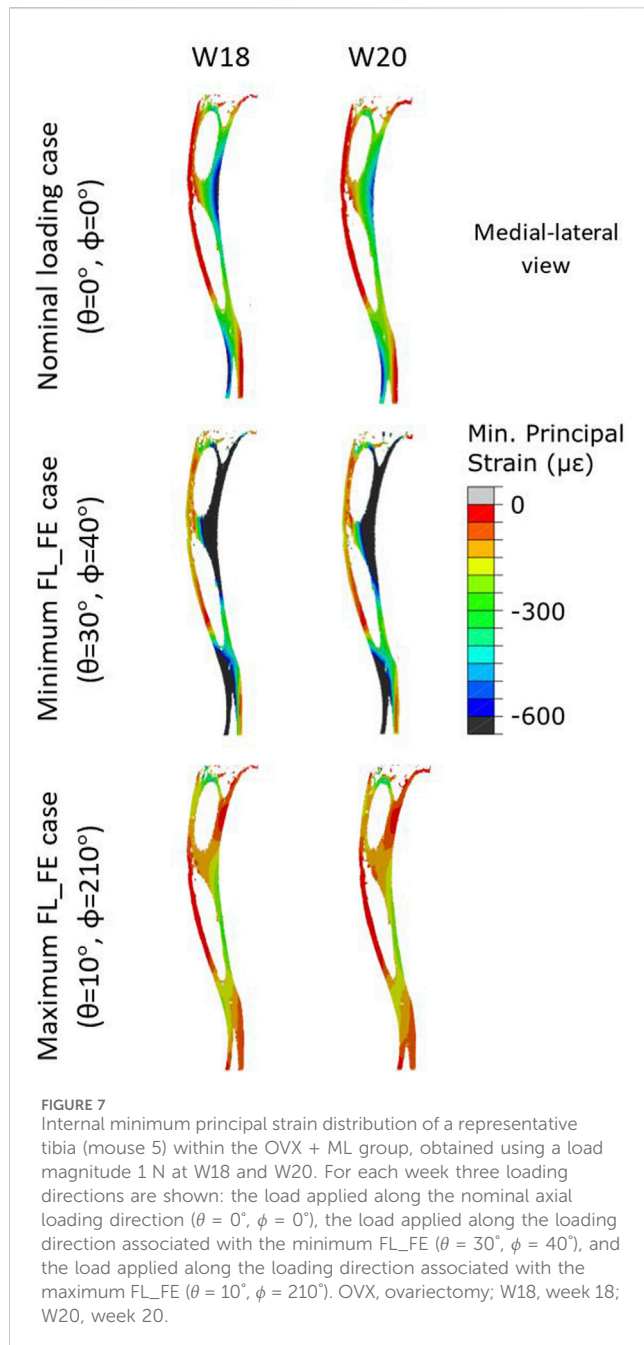 W18 W20
Nominal loading case
(θ=0°, ϕ=0°)
Medial-lateral
view
Minimum FL_FE case
(θ=30°, ϕ=40°)
Min. Principal
Strain (με)
0
-300
-600
Maximum FL_FE case
(θ=10°, ϕ=210°)
FIGURE 7
Internal minimum principal strain distribution of a representative
tibia (mouse 5) within the OVX + ML group, obtained using a load
magnitude 1 N at W18 and W20. For each week three loading
directions are shown: the load applied along the nominal axial
loading direction (θ = 0°, ϕ = 0°), the load applied along the loading
direction associated with the minimum FL_FE (θ = 30°, ϕ = 40°), and
the load applied along the loading direction associated with the
maximum FL_FE (θ = 10°, ϕ = 210°). OVX, ovariectomy; W18, week 18;
W20, week 20.